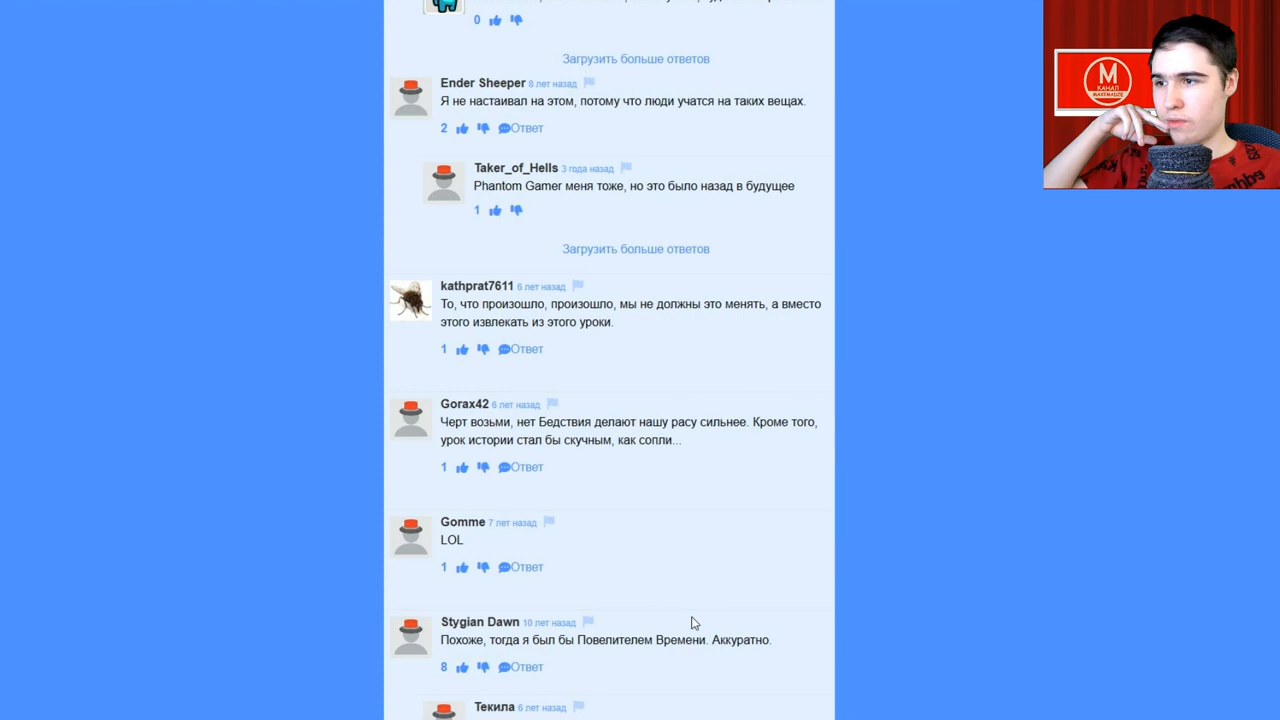 0
Загрузить больше ответов
Ender Sheeper 8 лет назад
Я не настаивал на этом, потому что люди учатся на таких вещах.
2 Ответ
Taker_of_Hells 3 года назад
Phantom Gamer меня тоже, но это было назад в будущее
1
Загрузить больше ответов
kathprat7611 6 лет назад
То, что произошло, произошло, мы не должны это менять, а вместо
этого извлекать из этого уроки.
1 Ответ
Gorax42 6 лет назад
Черт возьми, нет Бедствия делают нашу расу сильнее. Кроме того,
урок истории стал бы скучным, как сопли...
1 Ответ
Gomme 7 лет назад
LOL
1 Ответ
Stygian Dawn 10 лет назад
Похоже, тогда я был бы Повелителем Времени. Аккуратно.
8 Ответ
Текила 6 лет назад
М
КАНАЛ